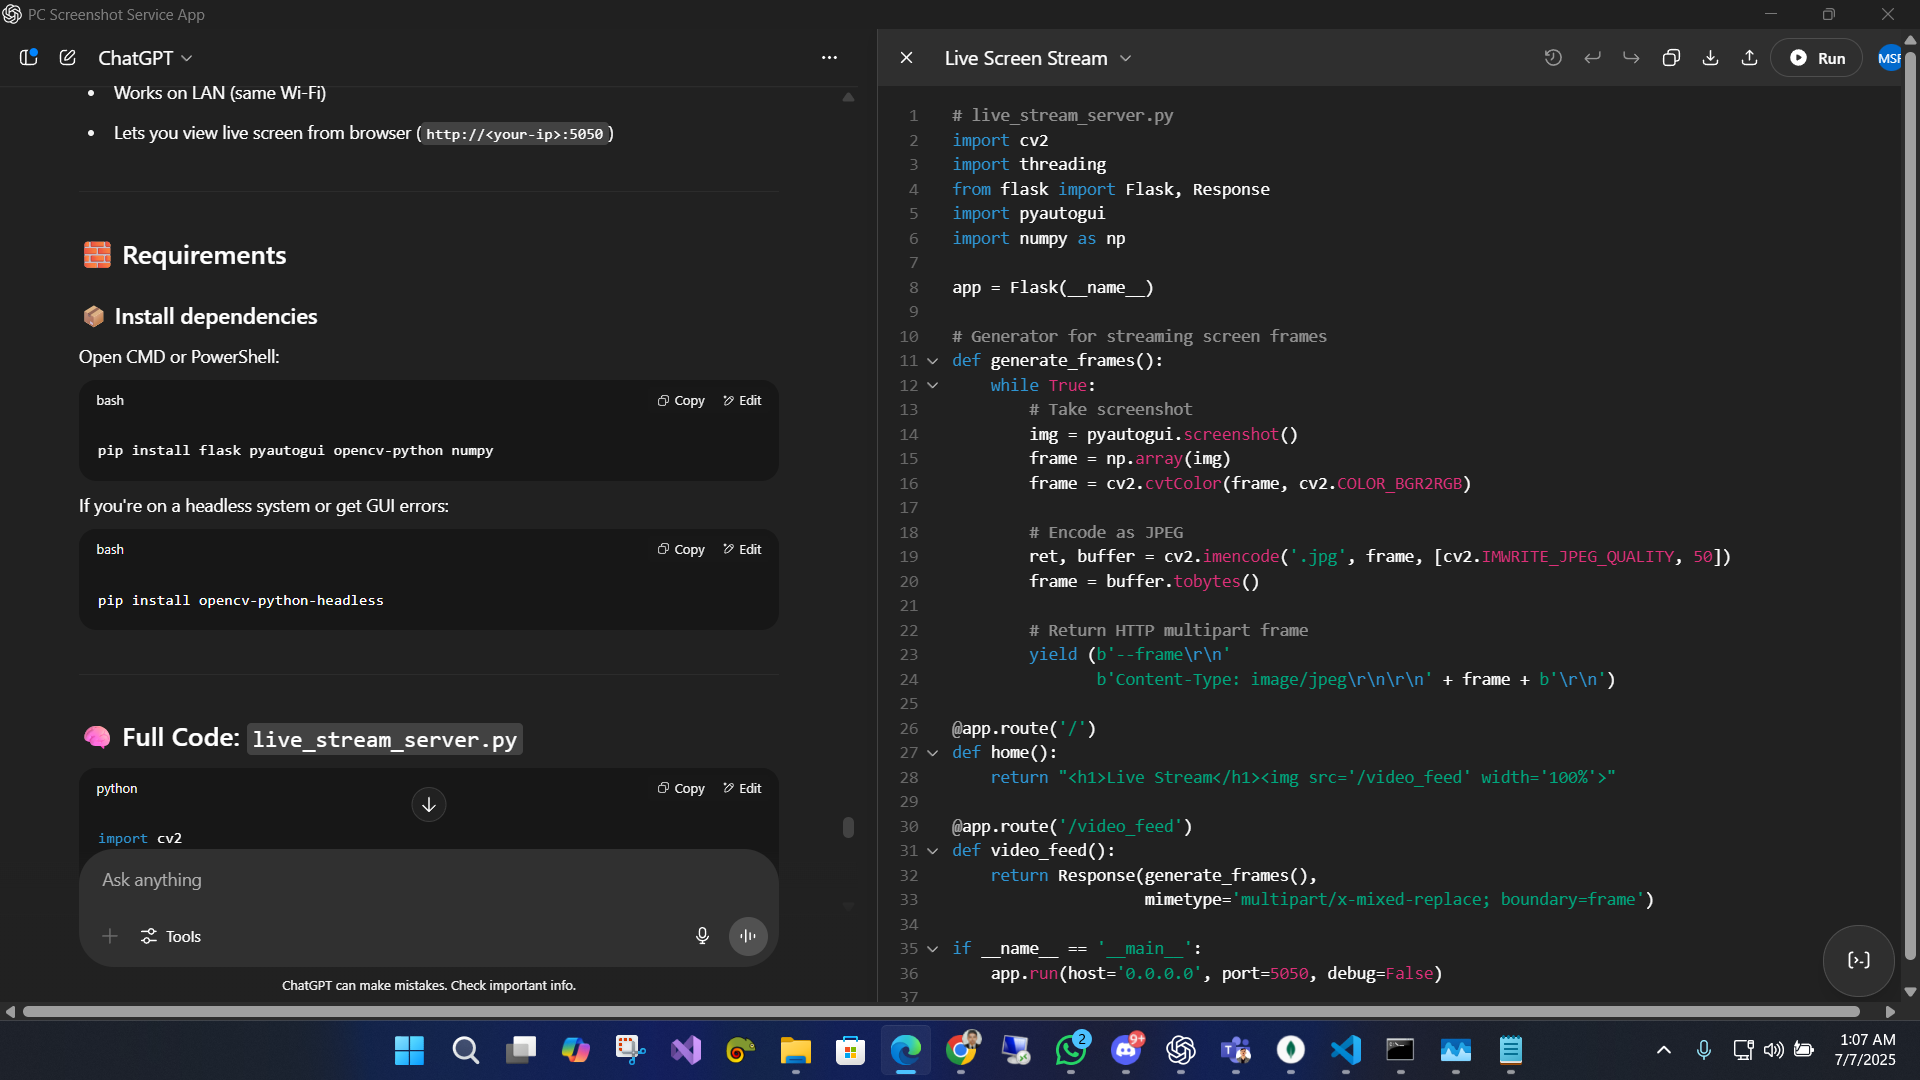 PC Screenshot Service App
ChatGPT
Works on LAN (same Wi-Fi)
Lets you view live screen from browser (http://<your-ip>:5050)
Requirements
Install dependencies
Open CMD or PowerShell:
bash
Copy
Edit
pip install flask pyautogui opencv-python numpy
If you're on a headless system or get GUI errors:
bash
Copy
Edit
pip install opencv-python-headless
Full Code: live_stream_server.py
python
Copy
Edit
import cv2
Ask anything
Tools
ChatGPT can make mistakes. Check important info.
Live Screen Stream
Run
MSF
1 # live_stream_server.py
2 import cv2
3 import threading
4 from flask import Flask, Response
5 import pyautogui
6 import numpy as np
7
8 app = Flask(__name__)
9
10 # Generator for streaming screen frames
11 def generate_frames():
12     while True:
13         # Take screenshot
14         img = pyautogui.screenshot()
15         frame = np.array(img)
16         frame = cv2.cvtColor(frame, cv2.COLOR_BGR2RGB)
17
18         # Encode as JPEG
19         ret, buffer = cv2.imencode('.jpg', frame, [cv2.IMWRITE_JPEG_QUALITY, 50])
20         frame = buffer.tobytes()
21
22         # Return HTTP multipart frame
23         yield (b'--frame\r\n'
24                b'Content-Type: image/jpeg\r\n\r\n' + frame + b'\r\n')
25
26 @app.route('/')
27 def home():
28     return "<h1>Live Stream</h1><img src='/video_feed' width='100%'>"
29
30 @app.route('/video_feed')
31 def video_feed():
32     return Response(generate_frames(),
33                     mimetype='multipart/x-mixed-replace; boundary=frame')
34
35 if __name__ == '__main__':
36     app.run(host='0.0.0.0', port=5050, debug=False)
37
2
9+
1:07 AM
7/7/2025